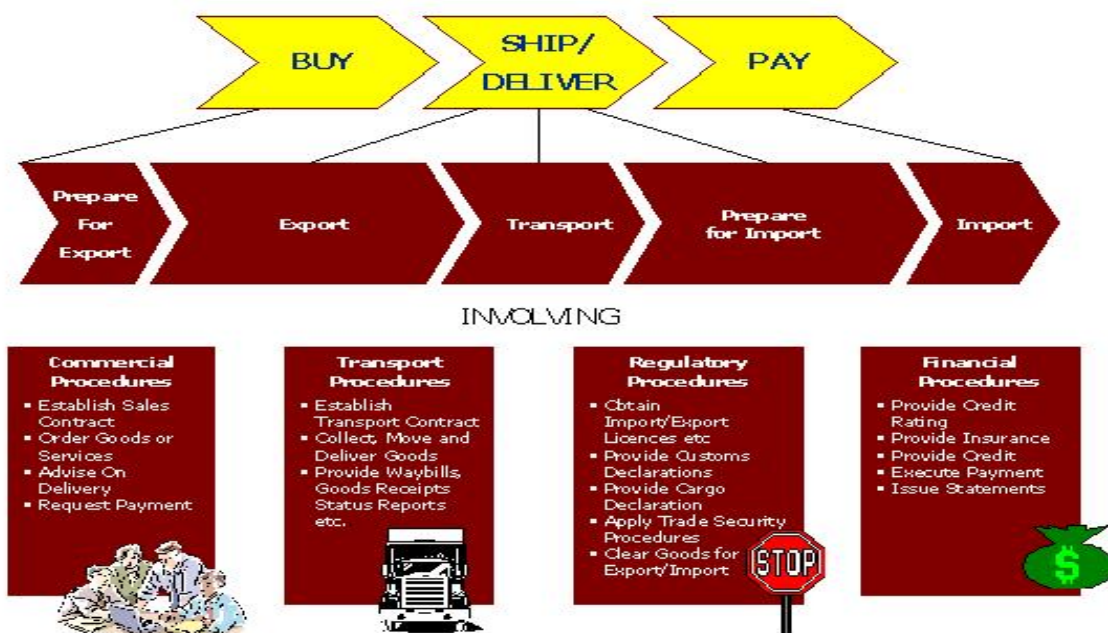 BUY
SHIP/
DELIVER
PAY
Prepare
For
Export
Export
Transport
Prepare
for Import
Import
INVOLVING
Commercial
Procedures
▪ Establish Sales
Contract
▪ Order Goods or
Services
▪ Advise On
Delivery
▪ Request Payment
Transport
Procedures
▪ Establish
Transport Contract
▪ Collect, Move and
Deliver Goods
▪ Provide Waybills,
Goods Receipts
Status Reports
etc.
Regulatory
Procedures
▪ Obtain
Import/Export
Licences etc
▪ Provide Customs
Declarations
▪ Provide Cargo
Declaration
▪ Apply Trade Security
Procedures
▪ Clear Goods for
Export/Import
STOP
Financial
Procedures
▪ Provide Credit
Rating
▪ Provide Insurance
▪ Provide Credit
▪ Execute Payment
▪ Issue Statements
$